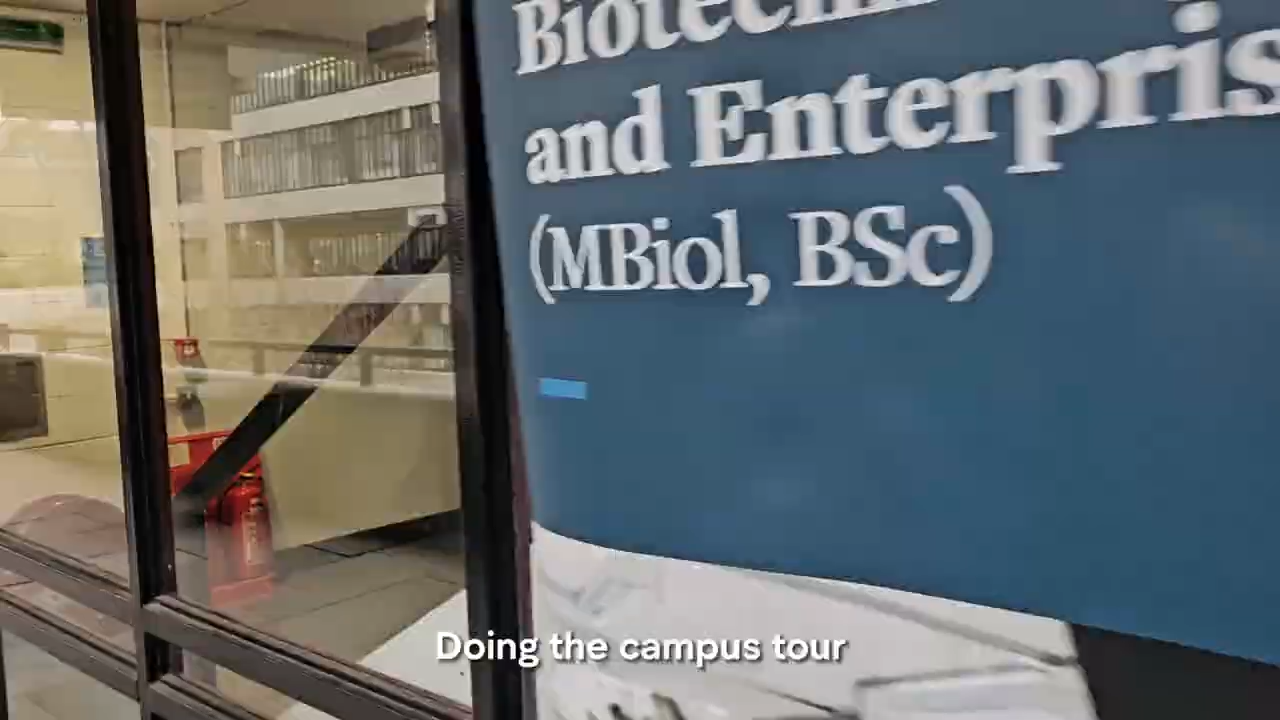 and Enterpris
(MBiol, BSc)
Doing the campus tour